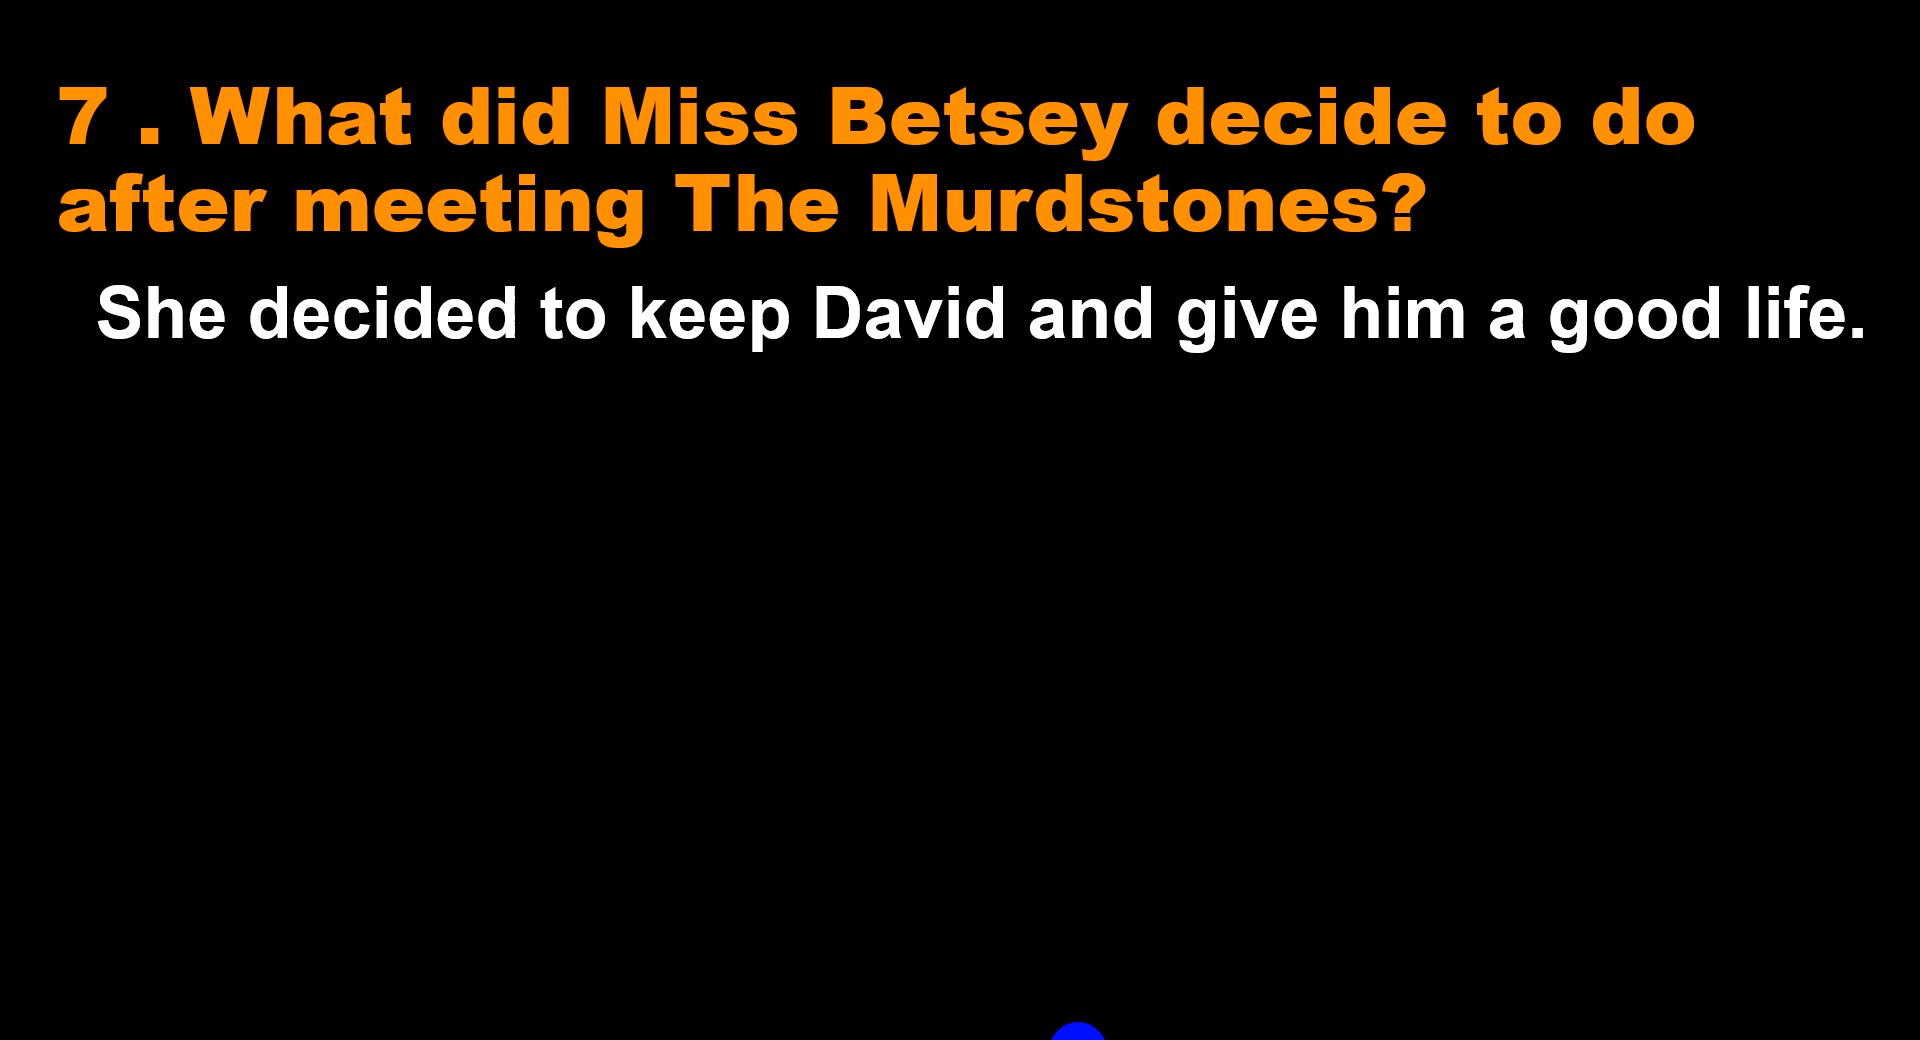 7 . What did Miss Betsey decide to do
after meeting The Murdstones?
She decided to keep David and give him a good life.